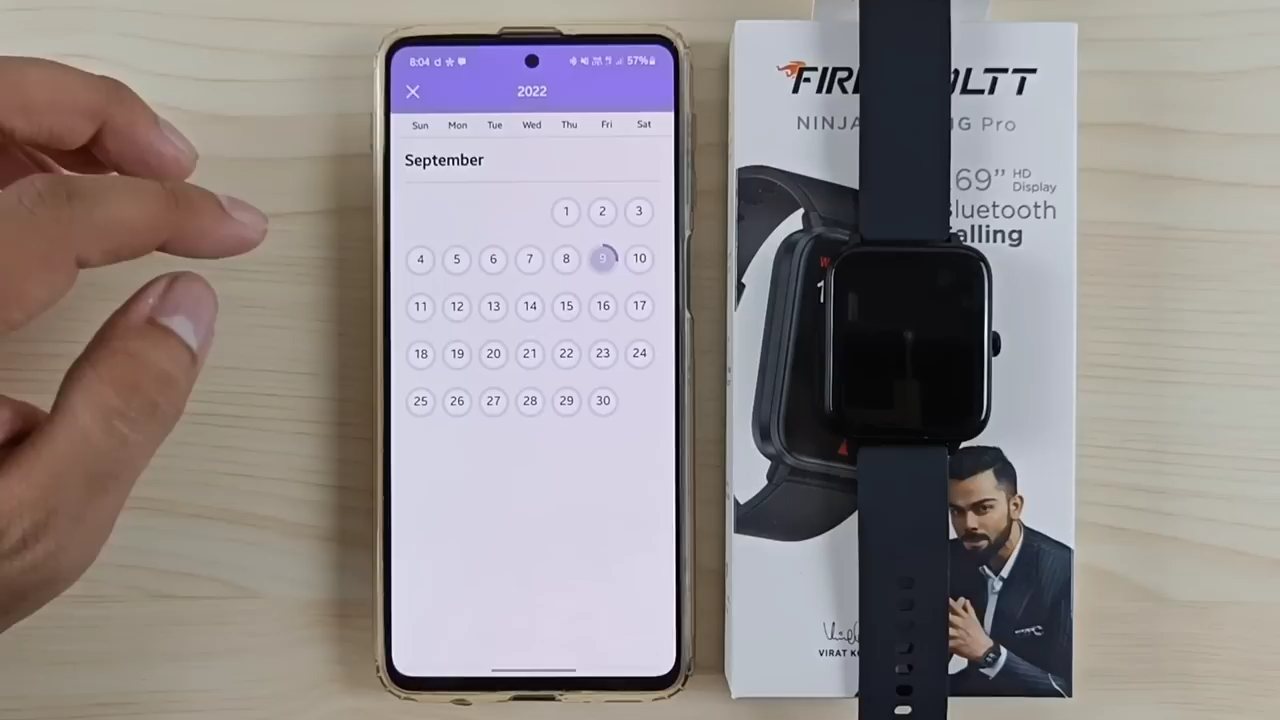 8:04
57%
2022
Sun Mon Tue Wed Thu Fri Sat
September
1 2 3
4 5 6 7 8 9 10
11 12 13 14 15 16 17
18 19 20 21 22 23 24
25 26 27 28 29 30
FIRE OLTT
NINJA G Pro
69" HD
Display
luetooth
alling
VIRAT K